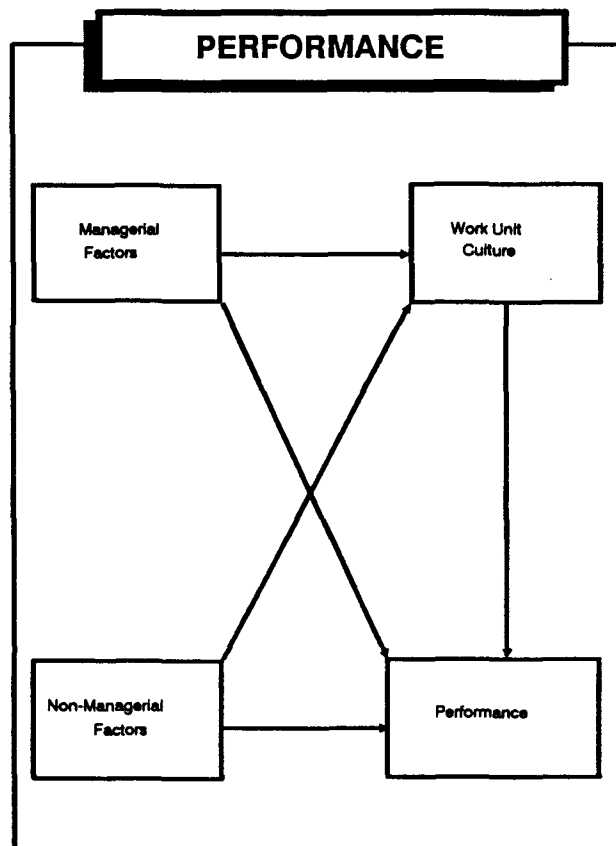 PERFORMANCE
Managerial
Factors
Work Unit
Culture
Non-Managerial
Factors
Performance